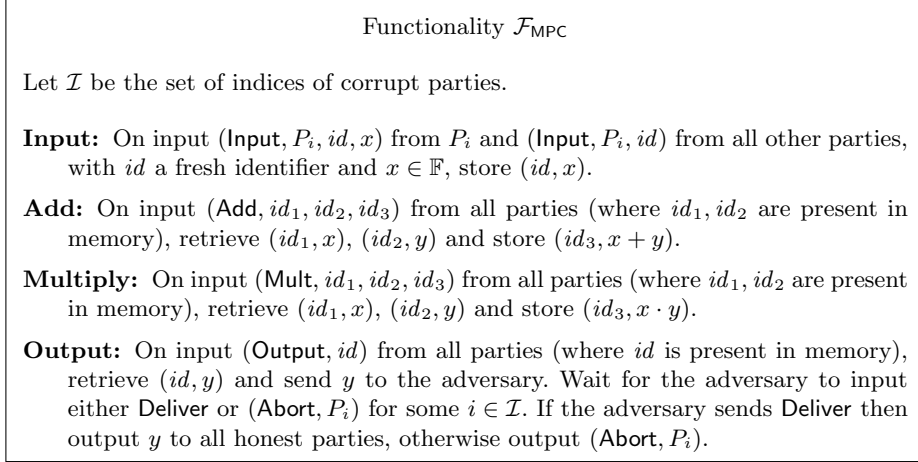 Functionality F_MPC
Let I be the set of indices of corrupt parties.
Input: On input (Input, P_i, id, x) from P_i and (Input, P_i, id) from all other parties,
with id a fresh identifier and x ∈ 𝔽, store (id, x).
Add: On input (Add, id_1, id_2, id_3) from all parties (where id_1, id_2 are present in
memory), retrieve (id_1, x), (id_2, y) and store (id_3, x + y).
Multiply: On input (Mult, id_1, id_2, id_3) from all parties (where id_1, id_2 are present
in memory), retrieve (id_1, x), (id_2, y) and store (id_3, x · y).
Output: On input (Output, id) from all parties (where id is present in memory),
retrieve (id, y) and send y to the adversary. Wait for the adversary to input
either Deliver or (Abort, P_i) for some i ∈ I. If the adversary sends Deliver then
output y to all honest parties, otherwise output (Abort, P_i).